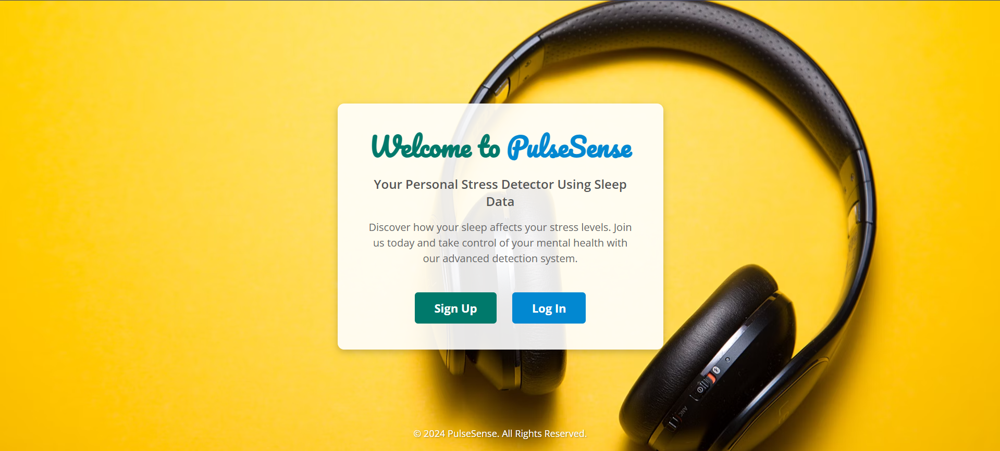 Welcome to PulseSense
Your Personal Stress Detector Using Sleep
Data
Discover how your sleep affects your stress levels. Join
us today and take control of your mental health with
our advanced detection system.
Sign Up Log In
ANC
© 2024 PulseSense. All Rights Reserved.